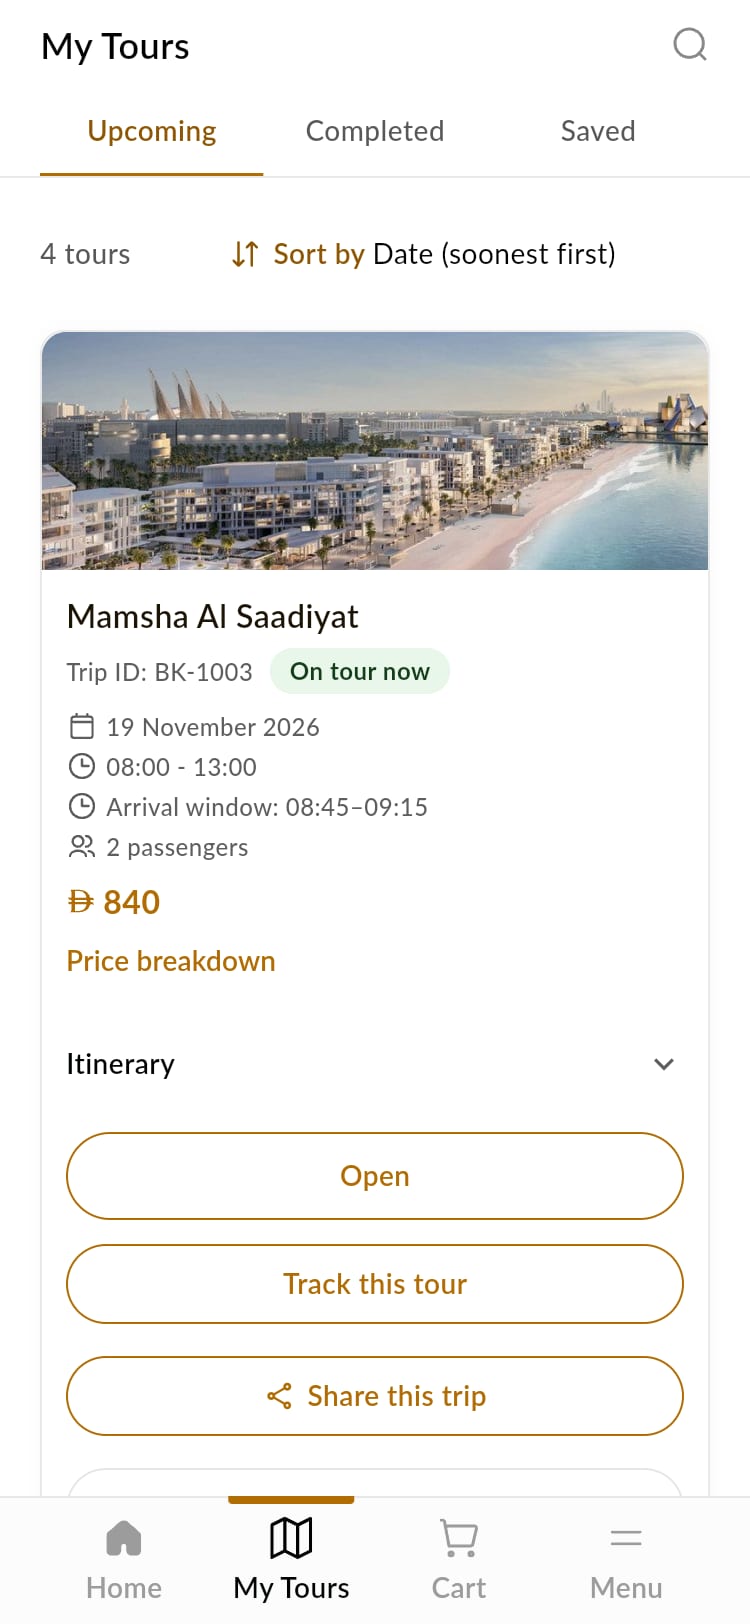 My Tours
Upcoming
Completed
Saved
4 tours
Sort by Date (soonest first)
Mamsha Al Saadiyat
Trip ID: BK-1003
On tour now
19 November 2026
08:00 - 13:00
Arrival window: 08:45–09:15
2 passengers
840
Price breakdown
Itinerary
Open
Track this tour
Share this trip
Home
My Tours
Cart
Menu